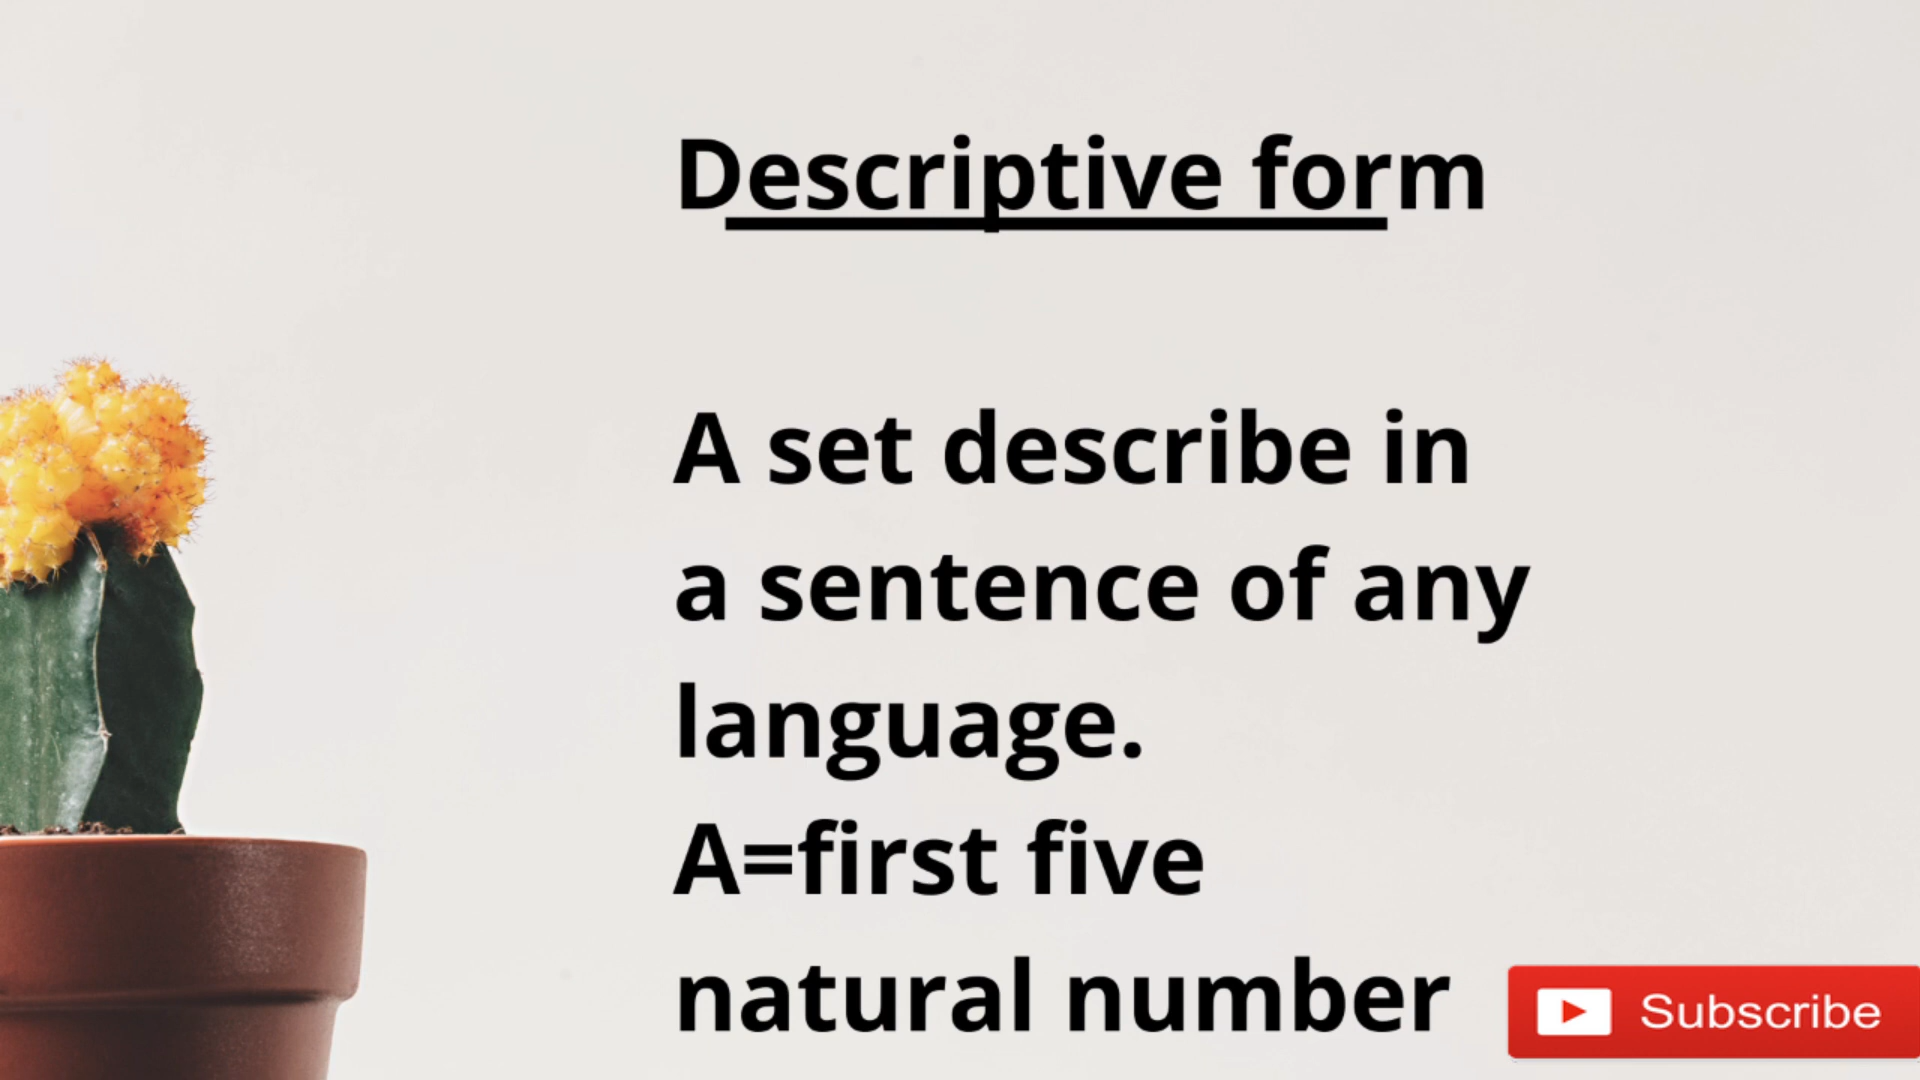 Descriptive form
A set describe in
a sentence of any
language.
A=first five
natural number
Subscribe